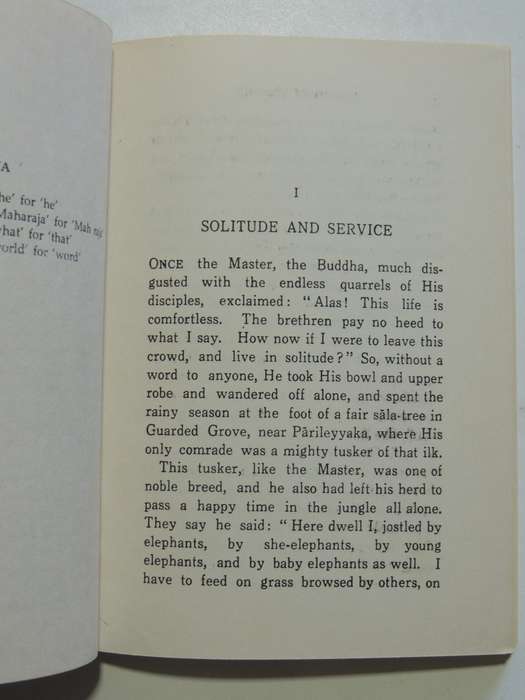 he' for 'he'
Maharaja' for 'Mah raja
hat' for 'that'
world' for 'word'
I
SOLITUDE AND SERVICE
ONCE the Master, the Buddha, much dis-
gusted with the endless quarrels of His
disciples, exclaimed: "Alas! This life is
comfortless. The brethren pay no heed to
what I say. How now if I were to leave this
crowd, and live in solitude?" So, without a
word to anyone, He took His bowl and upper
robe and wandered off alone, and spent the
rainy season at the foot of a fair sāla-tree in
Guarded Grove, near Pārileyyaka, where His
only comrade was a mighty tusker of that ilk.
This tusker, like the Master, was one of
noble breed, and he also had left his herd to
pass a happy time in the jungle all alone.
They say he said: "Here dwell I, jostled by
elephants, by she-elephants, by young
elephants, and by baby elephants as well. I
have to feed on grass browsed by others, on